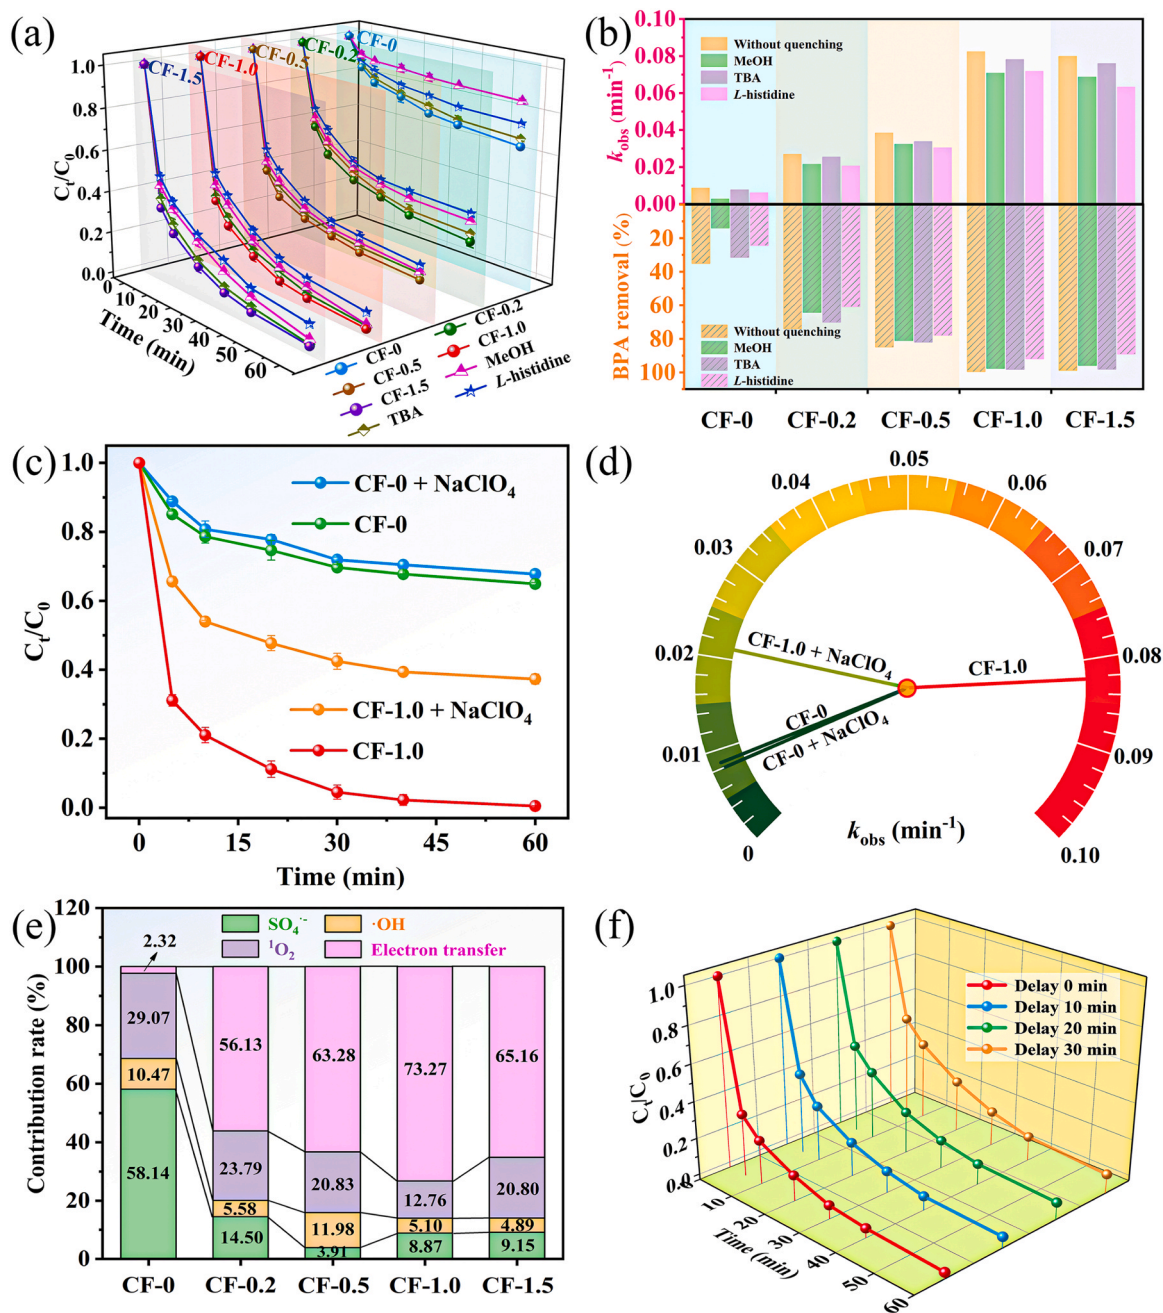 (a)
CF-0
CF-0.2
CF-0.5
CF-1.0
CF-1.5
1.0
0.8
0.6
0.4
0.2
0.0
Ct/C0
0
10
20
30
40
50
60
Time (min)
CF-0
CF-0.2
CF-0.5
CF-1.0
CF-1.5
MeOH
TBA
L-histidine
(b)
0.10
0.08
0.06
0.04
0.02
0.00
kobs (min-1)
Without quenching
MeOH
TBA
L-histidine
20
40
60
80
100
BPA removal (%)
Without quenching
MeOH
TBA
L-histidine
CF-0 CF-0.2 CF-0.5 CF-1.0 CF-1.5
(c)
1.0
0.8
0.6
0.4
0.2
0.0
Ct/C0
CF-0 + NaClO4
CF-0
CF-1.0 + NaClO4
CF-1.0
0 15 30 45 60
Time (min)
(d)
0
0.01
0.02
0.03
0.04
0.05
0.06
0.07
0.08
0.09
0.10
CF-1.0 + NaClO4
CF-1.0
CF-0
CF-0 + NaClO4
kobs (min-1)
(e)
120
100
80
60
40
20
0
Contribution rate (%)
SO4·-
·OH
1O2
Electron transfer
2.32
29.07
10.47
58.14
56.13
23.79
5.58
14.50
63.28
20.83
11.98
3.91
73.27
12.76
5.10
8.87
65.16
20.80
4.89
9.15
CF-0 CF-0.2 CF-0.5 CF-1.0 CF-1.5
(f)
1.0
0.8
0.6
0.4
0.2
0.0
Ct/C0
Delay 0 min
Delay 10 min
Delay 20 min
Delay 30 min
0
10
20
30
40
50
60
Time (min)